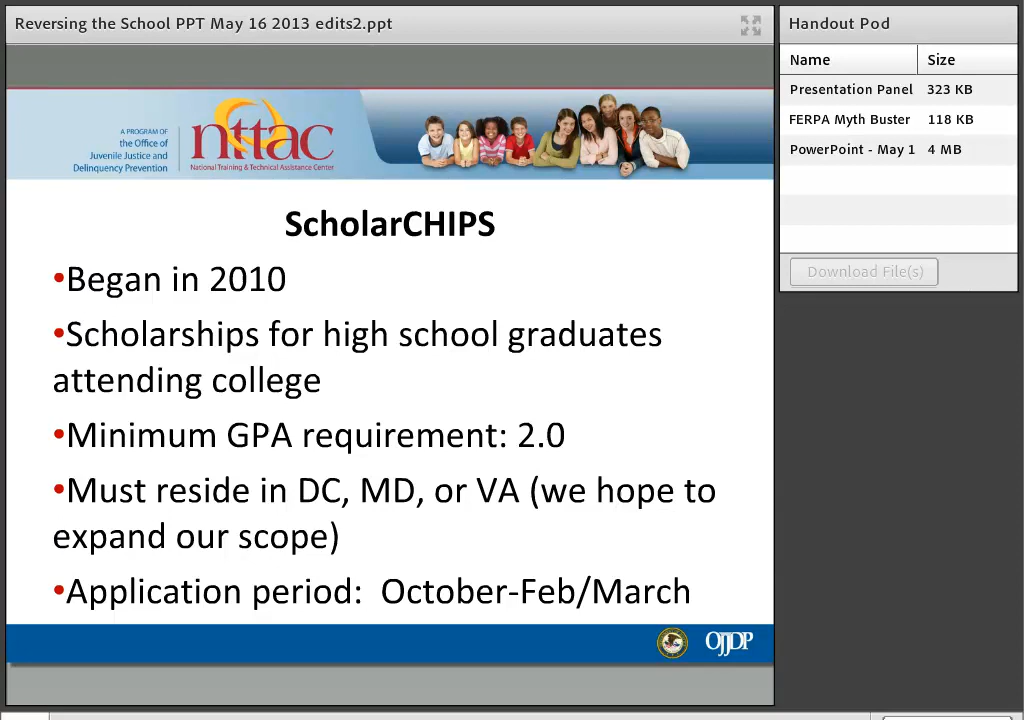 Reversing the School PPT May 16 2013 edits2.ppt
A PROGRAM OF
the Office of
Juvenile Justice and
Delinquency Prevention
nttac
National Training & Technical Assistance Center
ScholarCHIPS
•Began in 2010
•Scholarships for high school graduates
attending college
•Minimum GPA requirement: 2.0
•Must reside in DC, MD, or VA (we hope to
expand our scope)
•Application period:  October-Feb/March
OJJDP
Handout Pod
Name Size
Presentation Panel 323 KB
FERPA Myth Buster 118 KB
PowerPoint - May 1 4 MB
Download File(s)